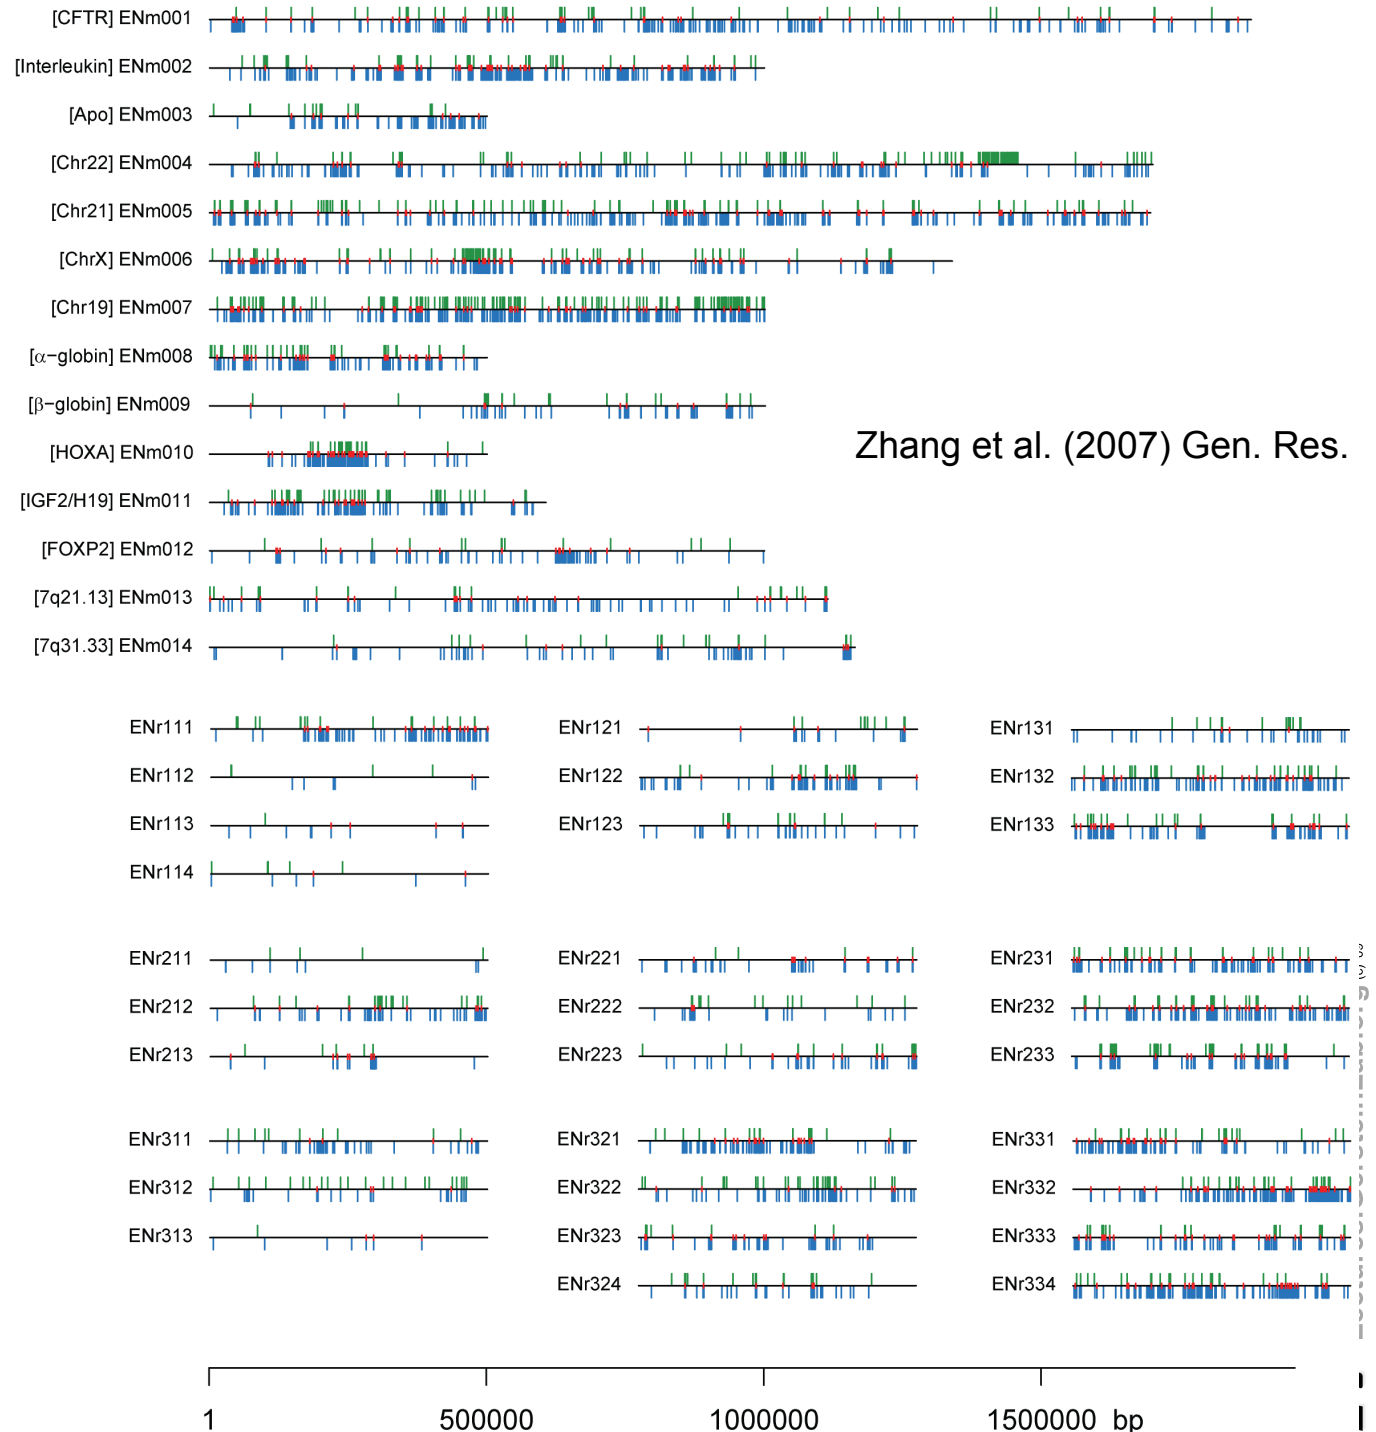 [CFTR] ENm001
[Interleukin] ENm002
[Apo] ENm003
[Chr22] ENm004
[Chr21] ENm005
[ChrX] ENm006
[Chr19] ENm007
[α−globin] ENm008
[β−globin] ENm009
Zhang et al. (2007) Gen. Res.
[HOXA] ENm010
[IGF2/H19] ENm011
[FOXP2] ENm012
[7q21.13] ENm013
[7q31.33] ENm014
ENr111 ENr121 ENr131
ENr112 ENr122 ENr132
ENr113 ENr123 ENr133
ENr114
ENr211 ENr221 ENr231
ENr212 ENr222 ENr232
ENr213 ENr223 ENr233
ENr311 ENr321 ENr331
ENr312 ENr322 ENr332
ENr313 ENr323 ENr333
ENr324 ENr334
1 500000 1000000 1500000 bp